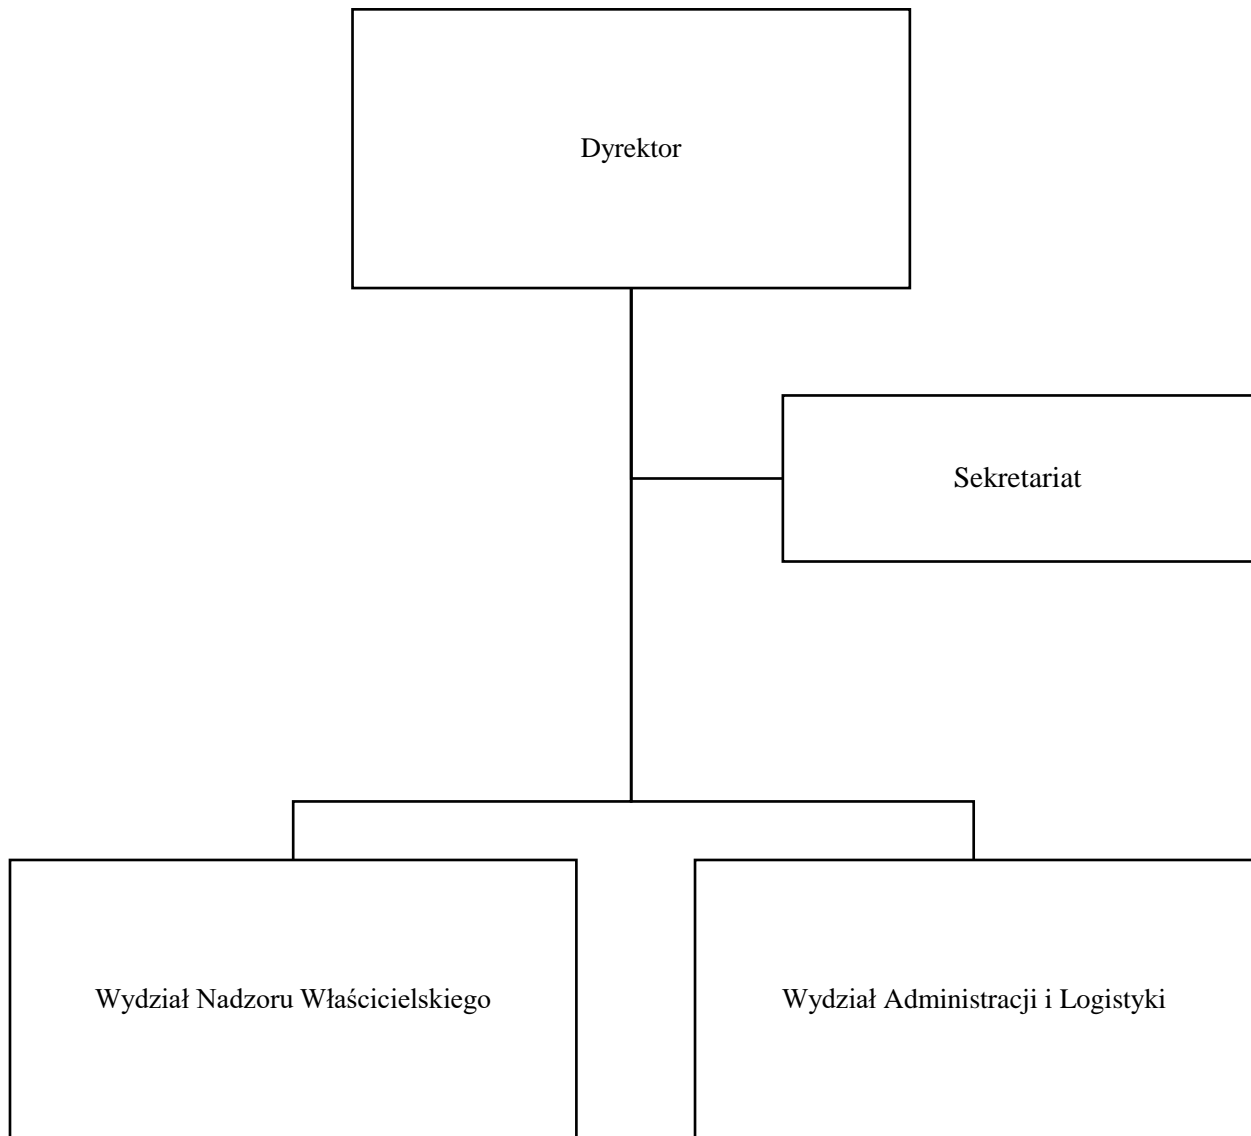 Dyrektor
Sekretariat
Wydział Nadzoru Właścicielskiego
Wydział Administracji i Logistyki